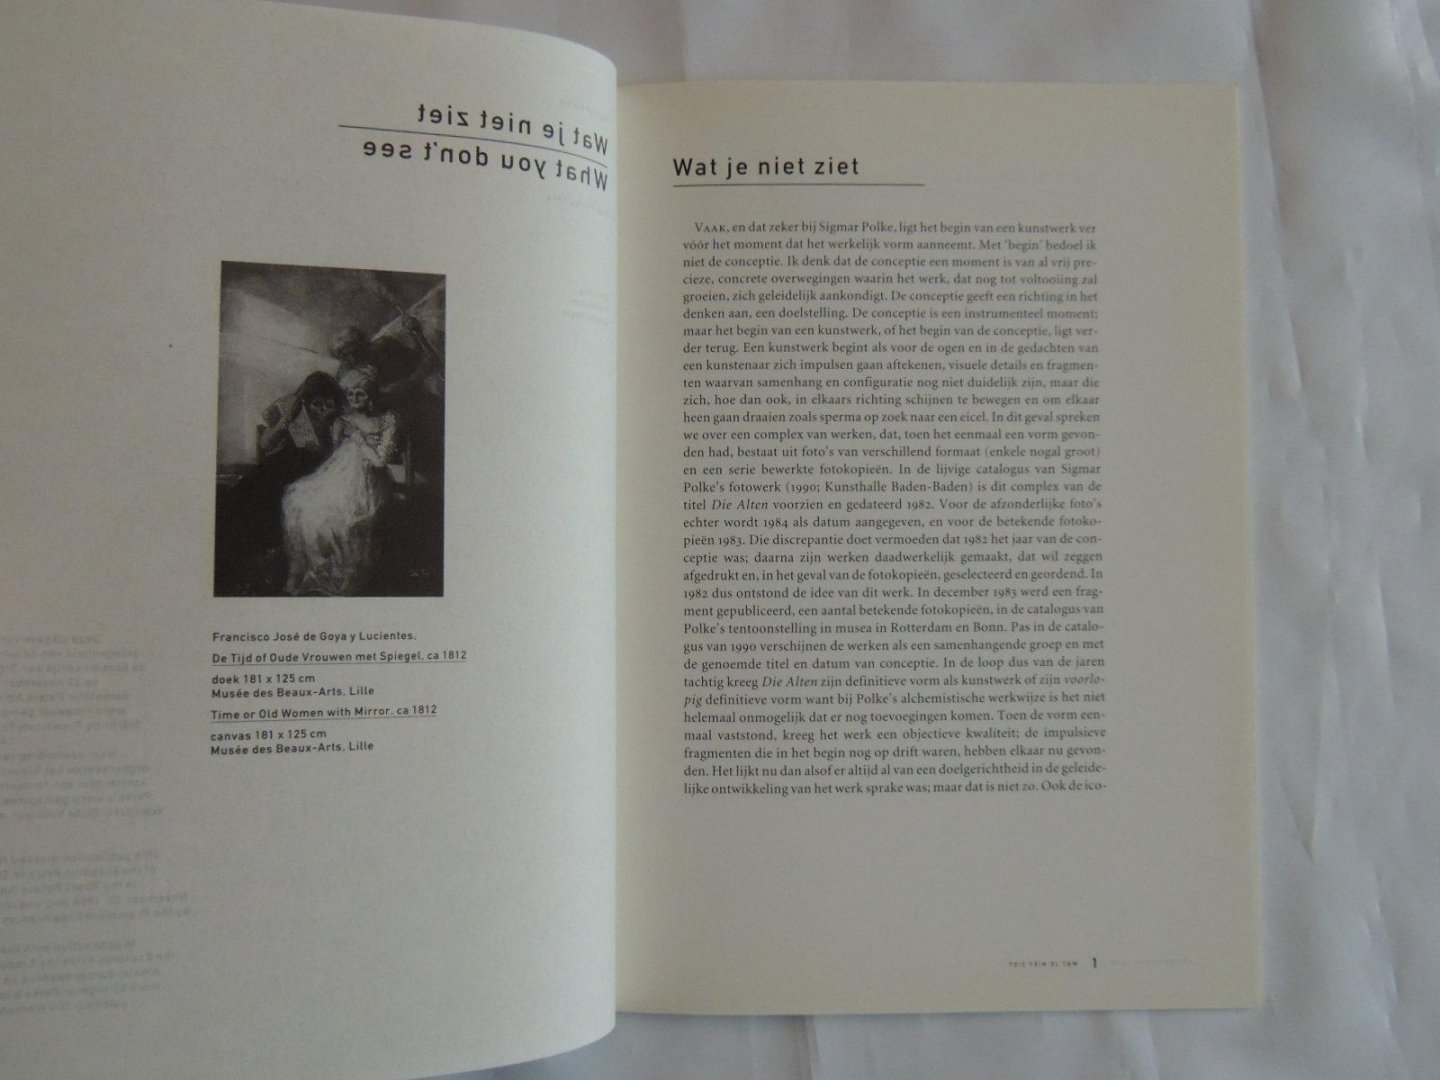 Wat je niet ziet
What you don't see
Francisco José de Goya y Lucientes.
De Tijd of Oude Vrouwen met Spiegel. ca 1812
doek 181 x 125 cm
Musée des Beaux-Arts. Lille
Time or Old Women with Mirror. ca 1812
canvas 181 x 125 cm
Musée des Beaux-Arts. Lille
Wat je niet ziet
VAAK, en dat zeker bij Sigmar Polke, ligt het begin van een kunstwerk ver
vóór het moment dat het werkelijk vorm aanneemt. Met 'begin' bedoel ik
niet de conceptie. Ik denk dat de conceptie een moment is van al vrij pre-
cieze, concrete overwegingen waarin het werk, dat nog tot voltooiing zal
groeien, zich geleidelijk aankondigt. De conceptie geeft een richting in het
denken aan, een doelstelling. De conceptie is een instrumenteel moment;
maar het begin van een kunstwerk, of het begin van de conceptie, ligt ver-
der terug. Een kunstwerk begint als voor de ogen en in de gedachten van
een kunstenaar zich impulsen gaan aftekenen, visuele details en fragmen-
ten waarvan samenhang en configuratie nog niet duidelijk zijn, maar die
zich, hoe dan ook, in elkaars richting schijnen te bewegen en om elkaar
heen gaan draaien zoals sperma op zoek naar een eicel. In dit geval spreken
we over een complex van werken, dat, toen het eenmaal een vorm gevon-
den had, bestaat uit foto's van verschillend formaat (enkele nogal groot)
en een serie bewerkte fotokopieën. In de lijvige catalogus van Sigmar
Polke's fotowerk (1990; Kunsthalle Baden-Baden) is dit complex van de
titel Die Alten voorzien en gedateerd 1982. Voor de afzonderlijke foto's
echter wordt 1984 als datum aangegeven, en voor de betekende fotoko-
pieën 1983. Die discrepantie doet vermoeden dat 1982 het jaar van de con-
ceptie was; daarna zijn werken daadwerkelijk gemaakt, dat wil zeggen
afgedrukt en, in het geval van de fotokopieën, geselecteerd en geordend. In
1982 dus ontstond de idee van dit werk. In december 1983 werd een frag-
ment gepubliceerd, een aantal betekende fotokopieën, in de catalogus van
Polke's tentoonstelling in musea in Rotterdam en Bonn. Pas in de catalo-
gus van 1990 verschijnen de werken als een samenhangende groep en met
de genoemde titel en datum van conceptie. In de loop dus van de jaren
tachtig kreeg Die Alten zijn definitieve vorm als kunstwerk of zijn voorlo-
pig definitieve vorm want bij Polke's alchemistische werkwijze is het niet
helemaal onmogelijk dat er nog toevoegingen komen. Toen de vorm een-
maal vaststond, kreeg het werk een objectieve kwaliteit; de impulsieve
fragmenten die in het begin nog op drift waren, hebben elkaar nu gevon-
den. Het lijkt nu dan alsof er altijd al van een doelgerichtheid in de geleide-
lijke ontwikkeling van het werk sprake was; maar dat is niet zo. Ook de ico-
WAT JE NIET ZIET 1